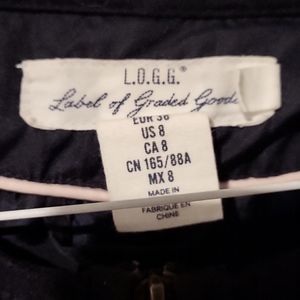 L.O.G.G.®
Label of Graded Goods
EUR 38
US 8
CA 8
CN 165/88A
MX 8
MADE IN
FABRIQUE EN
CHINE